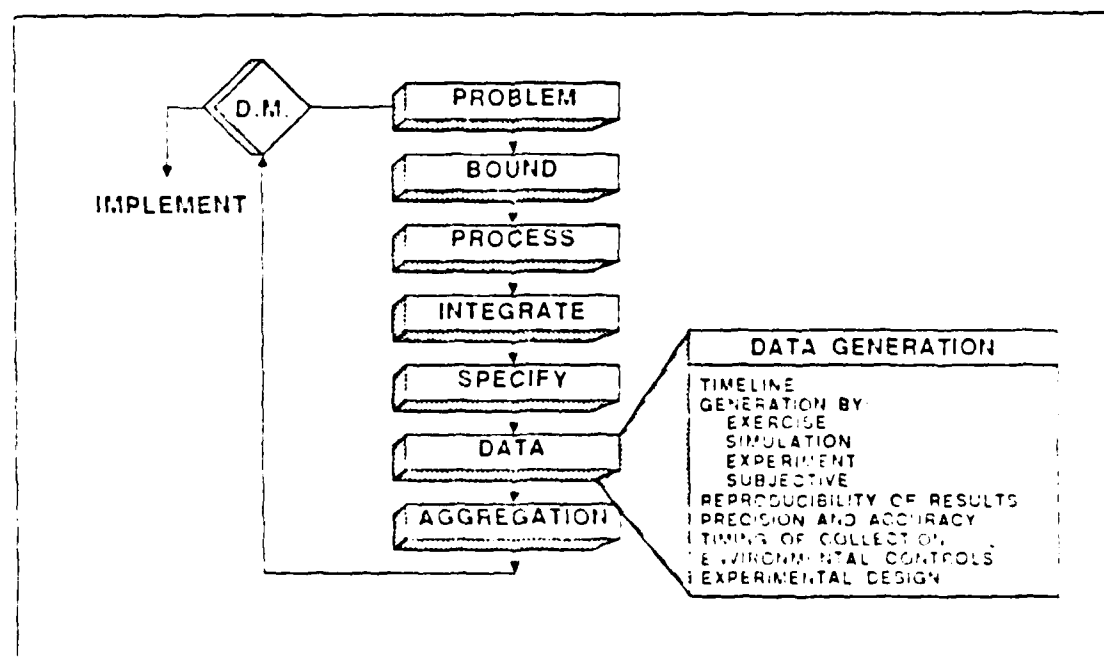 D.M.
IMPLEMENT
PROBLEM
BOUND
PROCESS
INTEGRATE
SPECIFY
DATA
AGGREGATION
DATA GENERATION
TIMELINE
GENERATION BY
EXERCISE
SIMULATION
EXPERIMENT
SUBJECTIVE
REPRODUCIBILITY OF RESULTS
PRECISION AND ACCURACY
TIMING OF COLLECTION
ENVIRONMENTAL CONTROLS
EXPERIMENTAL DESIGN